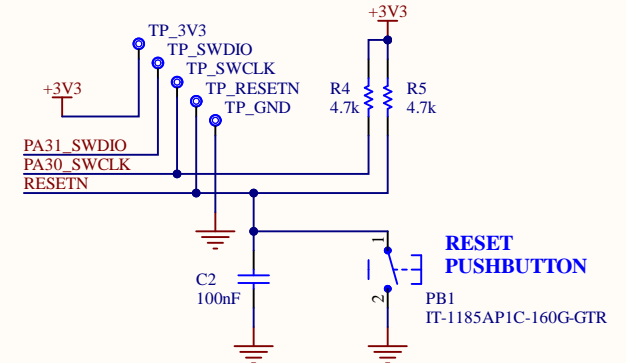 +3V3
TP_3V3
TP_SWDIO
TP_SWCLK
TP_RESETN
TP_GND
+3V3
R4
4.7k
R5
4.7k
PA31_SWDIO
PA30_SWCLK
RESETN
C2
100nF
1
2
RESET
PUSHBUTTON
PB1
IT-1185AP1C-160G-GTR